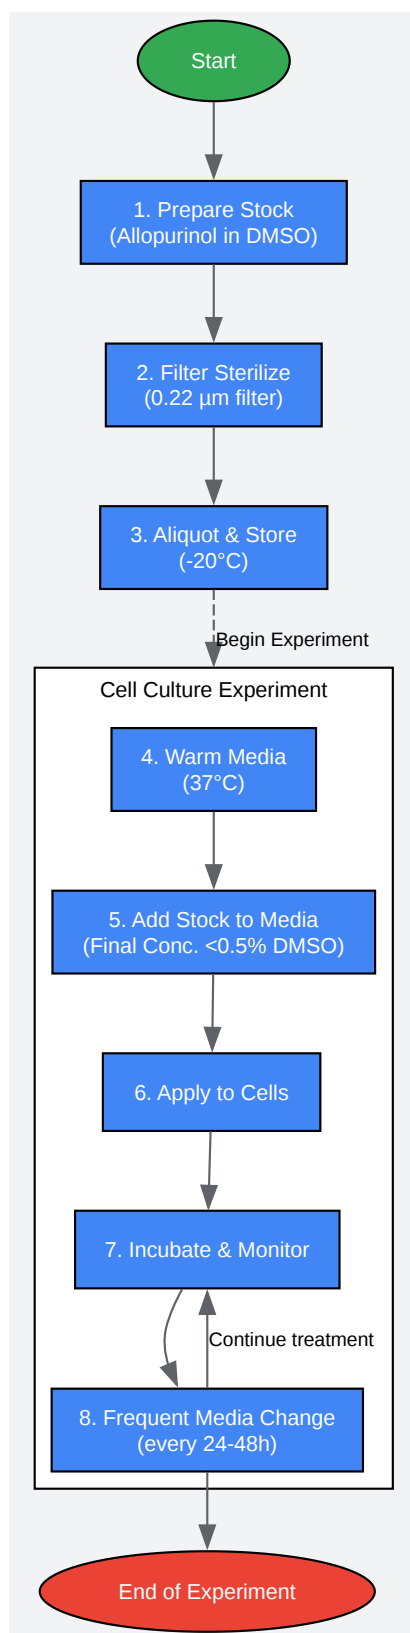 Start
1. Prepare Stock
(Allopurinol in DMSO)
2. Filter Sterilize
(0.22 µm filter)
3. Aliquot & Store
(-20°C)
Begin Experiment
Cell Culture Experiment
4. Warm Media
(37°C)
5. Add Stock to Media
(Final Conc. <0.5% DMSO)
6. Apply to Cells
7. Incubate & Monitor
Continue treatment
8. Frequent Media Change
(every 24-48h)
End of Experiment